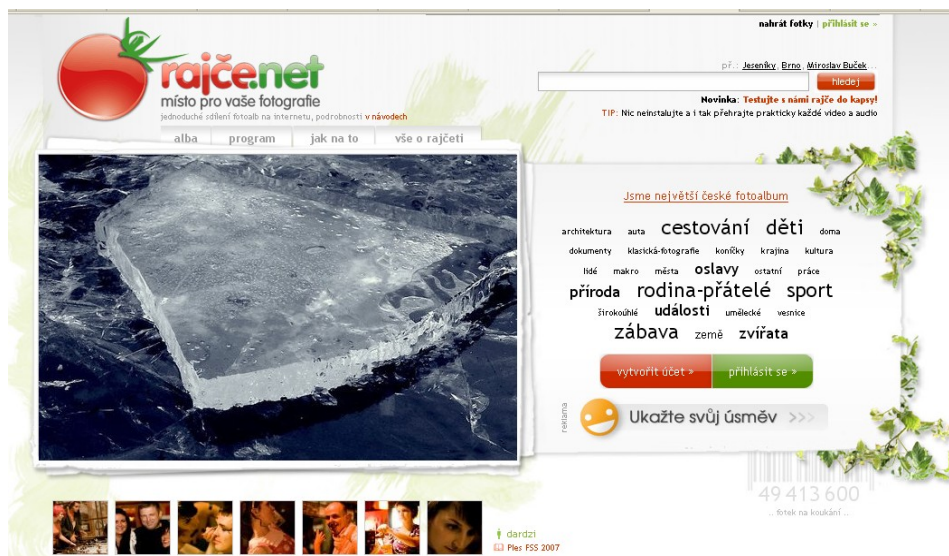 nahrát fotky | přihlásit se »
rajče.net
místo pro vaše fotografie
jednoduché sdílení fotoalb na internetu, podrobnosti v návodech
př.: Jeseníky, Brno, Miroslav Buček...
hledej
Novinka: Testujte s námi rajče do kapsy!
TIP: Nic neinstalujte a i tak přehrajte prakticky každé video a audio
alba program jak na to vše o rajčeti
Jsme největší české fotoalbum
architektura auta cestování děti doma
dokumenty klasická-fotografie koníčky krajina kultura
lidé makro města oslavy ostatní práce
příroda rodina-přátelé sport
širokoúhlé události umělecké vesnice
zábava země zvířata
vytvořit účet » přihlásit se »
reklama
Ukažte svůj úsměv >>>
49 413 600
.. fotek na koukání ..
dardzi
Ples FSS 2007